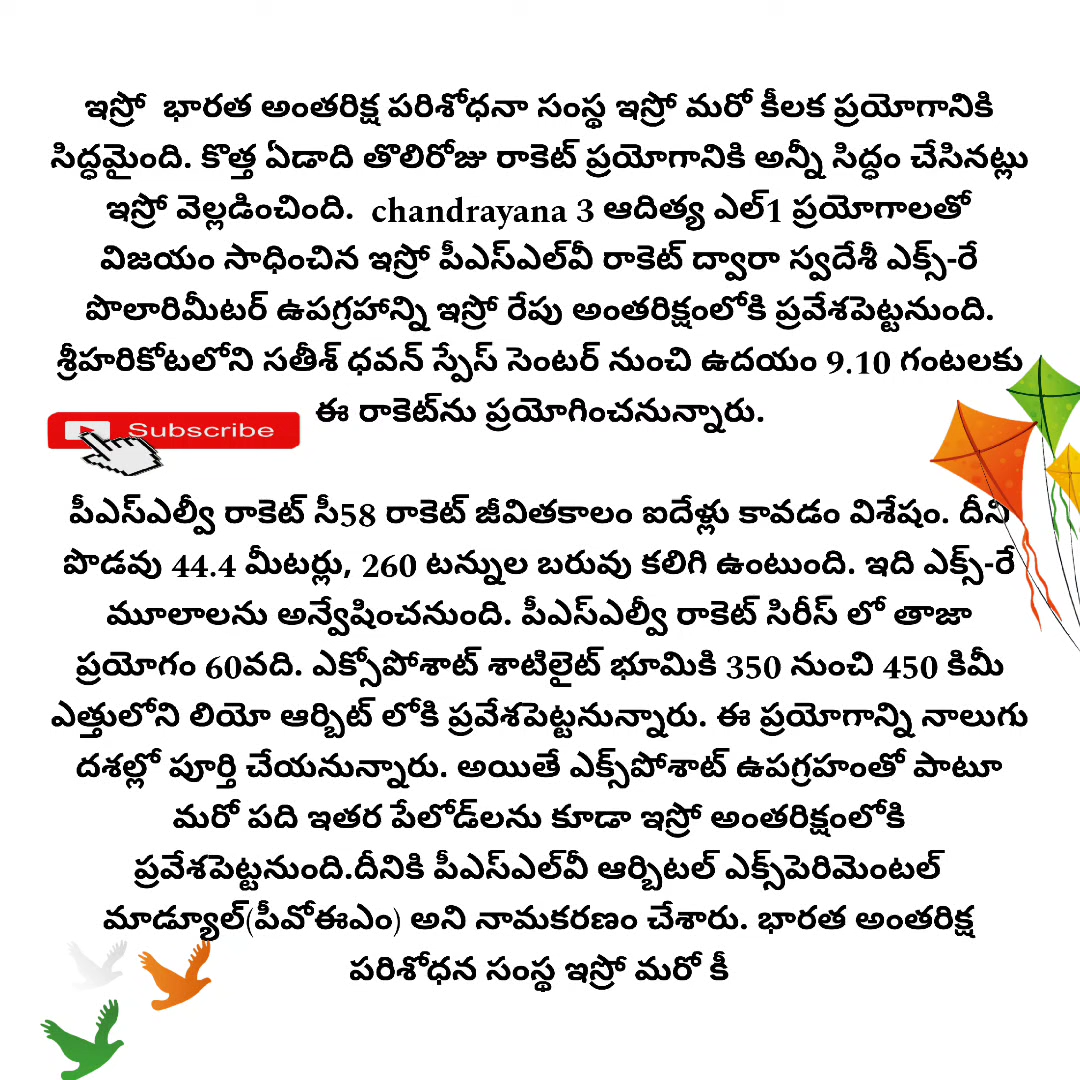 ఇస్రో భారత అంతరిక్ష పరిశోధనా సంస్థ ఇస్రో మరో కీలక ప్రయోగానికి
సిద్ధమైంది. కొత్త ఏడాది తొలిరోజు రాకెట్ ప్రయోగానికి అన్నీ సిద్ధం చేసినట్లు
ఇస్రో వెల్లడించింది. chandrayana 3 ఆదిత్య ఎల్1 ప్రయోగాలతో
విజయం సాధించిన ఇస్రో పీఎస్ఎల్‌వీ రాకెట్ ద్వారా స్వదేశీ ఎక్స్-రే
పొలారిమీటర్ ఉపగ్రహాన్ని ఇస్రో రేపు అంతరిక్షంలోకి ప్రవేశపెట్టనుంది.
శ్రీహరికోటలోని సతీశ్ ధవన్ స్పేస్ సెంటర్ నుంచి ఉదయం 9.10 గంటలకు
ఈ రాకెట్‌ను ప్రయోగించనున్నారు.
Subscribe
పీఎస్ఎల్వీ రాకెట్ సీ58 రాకెట్ జీవితకాలం ఐదేళ్లు కావడం విశేషం. దీని
పొడవు 44.4 మీటర్లు, 260 టన్నుల బరువు కలిగి ఉంటుంది. ఇది ఎక్స్-రే
మూలాలను అన్వేషించనుంది. పీఎస్ఎల్వీ రాకెట్ సిరీస్ లో తాజా
ప్రయోగం 60వది. ఎక్సోపోశాట్ శాటిలైట్ భూమికి 350 నుంచి 450 కిమీ
ఎత్తులోని లియో ఆర్బిట్ లోకి ప్రవేశపెట్టనున్నారు. ఈ ప్రయోగాన్ని నాలుగు
దశల్లో పూర్తి చేయనున్నారు. అయితే ఎక్స్‌పోశాట్ ఉపగ్రహంతో పాటూ
మరో పది ఇతర పేలోడ్‌లను కూడా ఇస్రో అంతరిక్షంలోకి
ప్రవేశపెట్టనుంది.దీనికి పీఎస్ఎల్‌వీ ఆర్బిటల్ ఎక్స్‌పెరిమెంటల్
మాడ్యూల్(పీవోఈఎం) అని నామకరణం చేశారు. భారత అంతరిక్ష
పరిశోధన సంస్థ ఇస్రో మరో కీ